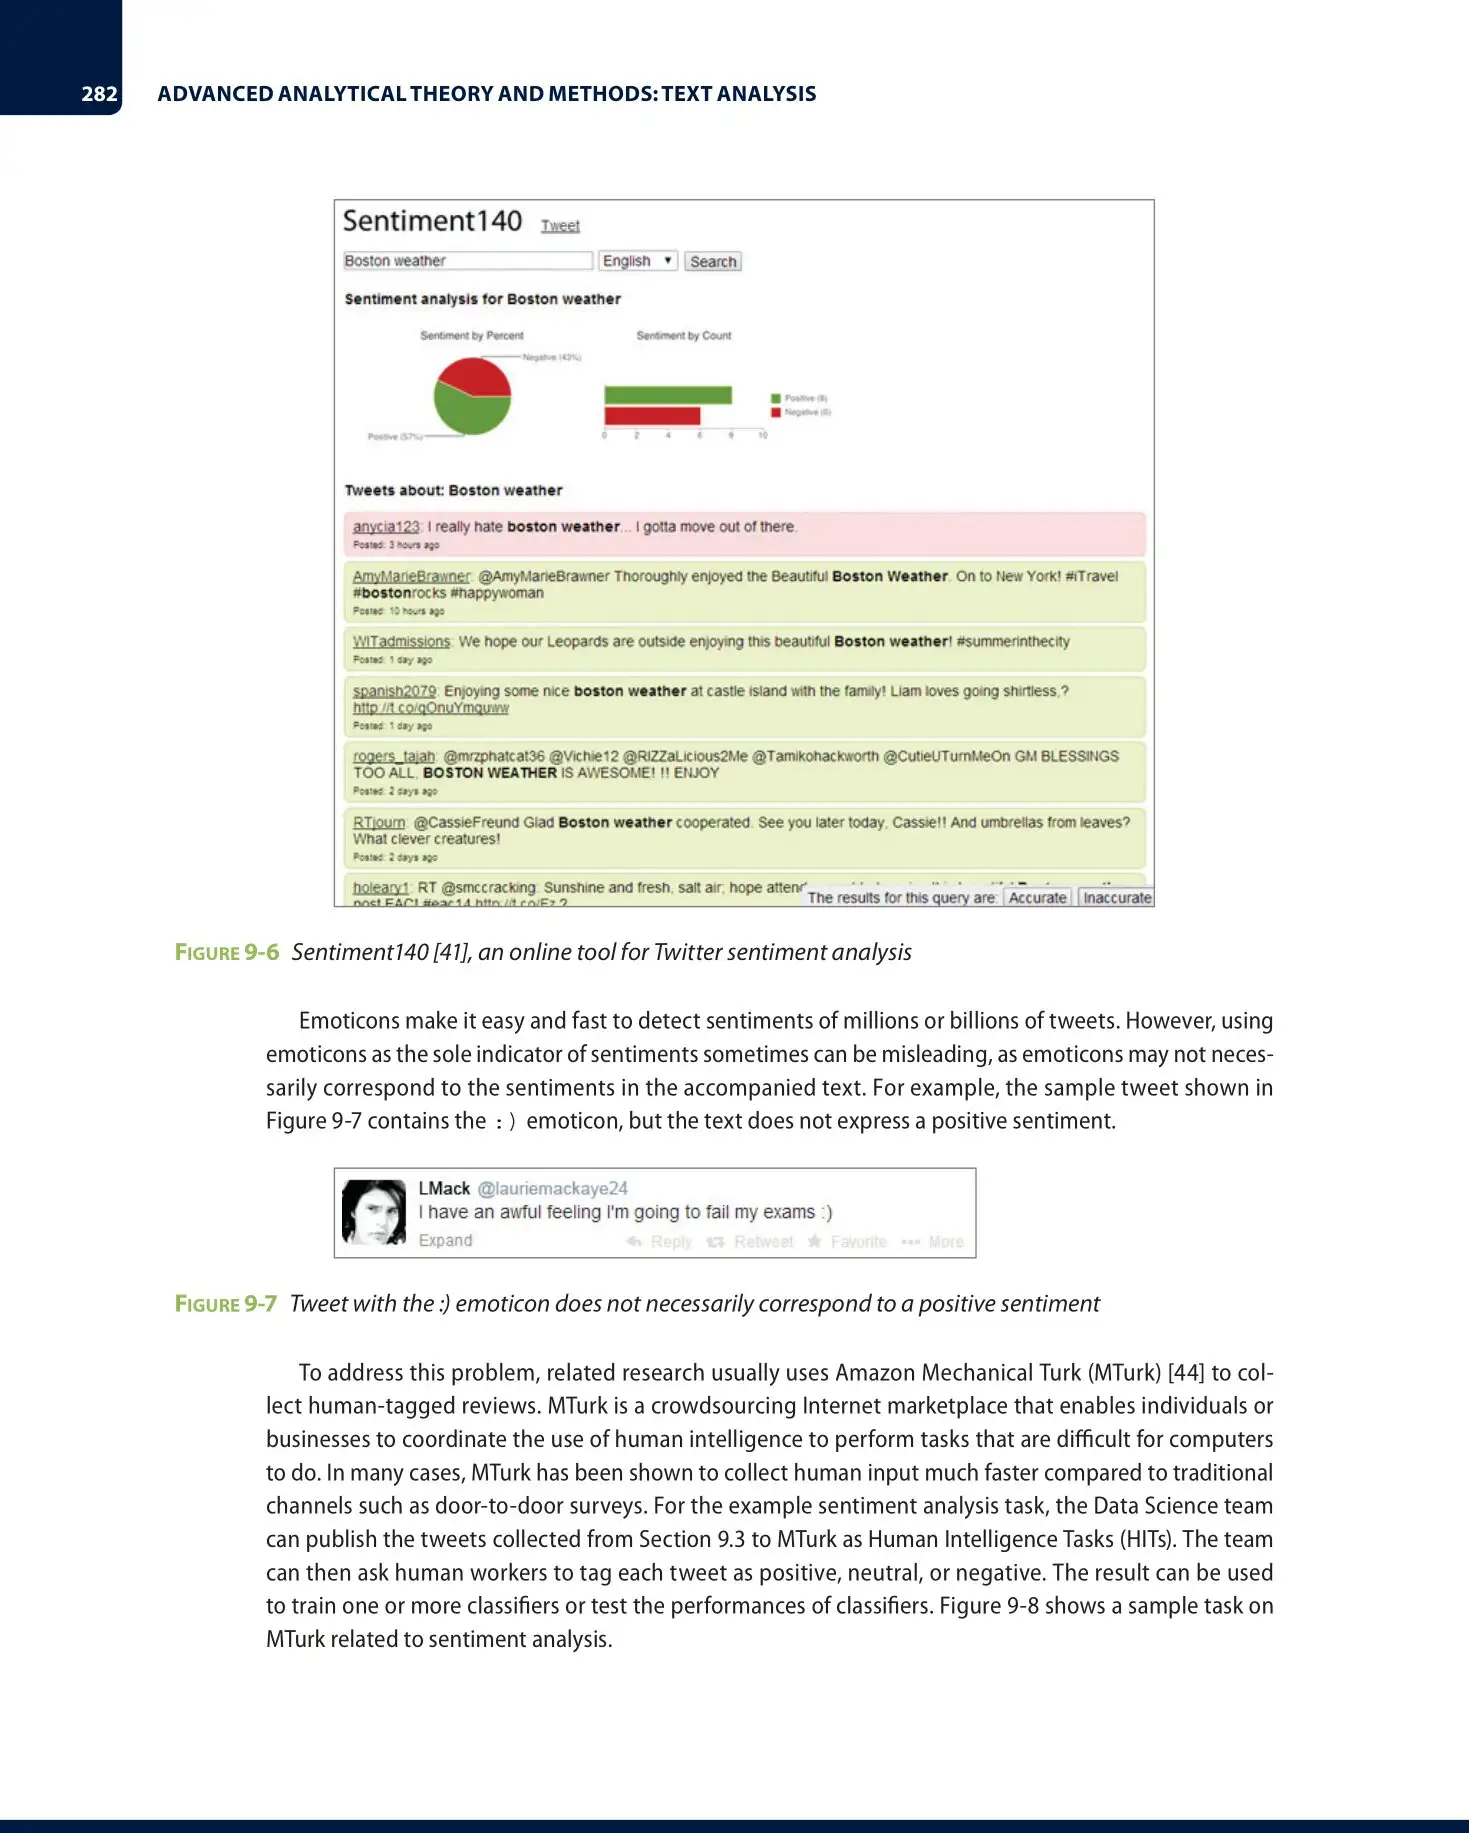 282 ADVANCED ANALYTICAL THEORY AND METHODS: TEXT ANALYSIS
Sentiment140 Tweet
Boston weather English Search
Sentiment analysis for Boston weather
Sentiment by Percent Sentiment by Count
Negative (43%)
Positive (57%)
Positive (8)
Negative (6)
0 2 4 6 8 10
Tweets about: Boston weather
anycia123: I really hate boston weather... I gotta move out of there.
Posted: 3 hours ago
AmyMarieBrawner: @AmyMarieBrawner Thoroughly enjoyed the Beautiful Boston Weather. On to New York! #iTravel
#bostonrocks #happywoman
Posted: 10 hours ago
WITadmissions: We hope our Leopards are outside enjoying this beautiful Boston weather! #summerinthecity
Posted: 1 day ago
spanish2079: Enjoying some nice boston weather at castle island with the family! Liam loves going shirtless,?
http://t.co/qOnuYmquww
Posted: 1 day ago
rogers_tajah: @mrzphatcat36 @Vichie12 @RIZZaLicious2Me @Tamikohackworth @CutieUTurnMeOn GM BLESSINGS
TOO ALL, BOSTON WEATHER IS AWESOME! !! ENJOY
Posted: 2 days ago
RTjourn: @CassieFreund Glad Boston weather cooperated. See you later today, Cassie!! And umbrellas from leaves?
What clever creatures!
Posted: 2 days ago
holeary1: RT @smccracking: Sunshine and fresh, salt air; hope
post EAC! #eac14 http://t.co/Fz ?
The results for this query are: Accurate Inaccurate
FIGURE 9-6 Sentiment140 [41], an online tool for Twitter sentiment analysis
Emoticons make it easy and fast to detect sentiments of millions or billions of tweets. However, using
emoticons as the sole indicator of sentiments sometimes can be misleading, as emoticons may not neces-
sarily correspond to the sentiments in the accompanied text. For example, the sample tweet shown in
Figure 9-7 contains the :) emoticon, but the text does not express a positive sentiment.
LMack @lauriemackaye24
I have an awful feeling I'm going to fail my exams :)
Expand Reply Retweet Favorite More
FIGURE 9-7 Tweet with the :) emoticon does not necessarily correspond to a positive sentiment
To address this problem, related research usually uses Amazon Mechanical Turk (MTurk) [44] to col-
lect human-tagged reviews. MTurk is a crowdsourcing Internet marketplace that enables individuals or
businesses to coordinate the use of human intelligence to perform tasks that are difficult for computers
to do. In many cases, MTurk has been shown to collect human input much faster compared to traditional
channels such as door-to-door surveys. For the example sentiment analysis task, the Data Science team
can publish the tweets collected from Section 9.3 to MTurk as Human Intelligence Tasks (HITs). The team
can then ask human workers to tag each tweet as positive, neutral, or negative. The result can be used
to train one or more classifiers or test the performances of classifiers. Figure 9-8 shows a sample task on
MTurk related to sentiment analysis.